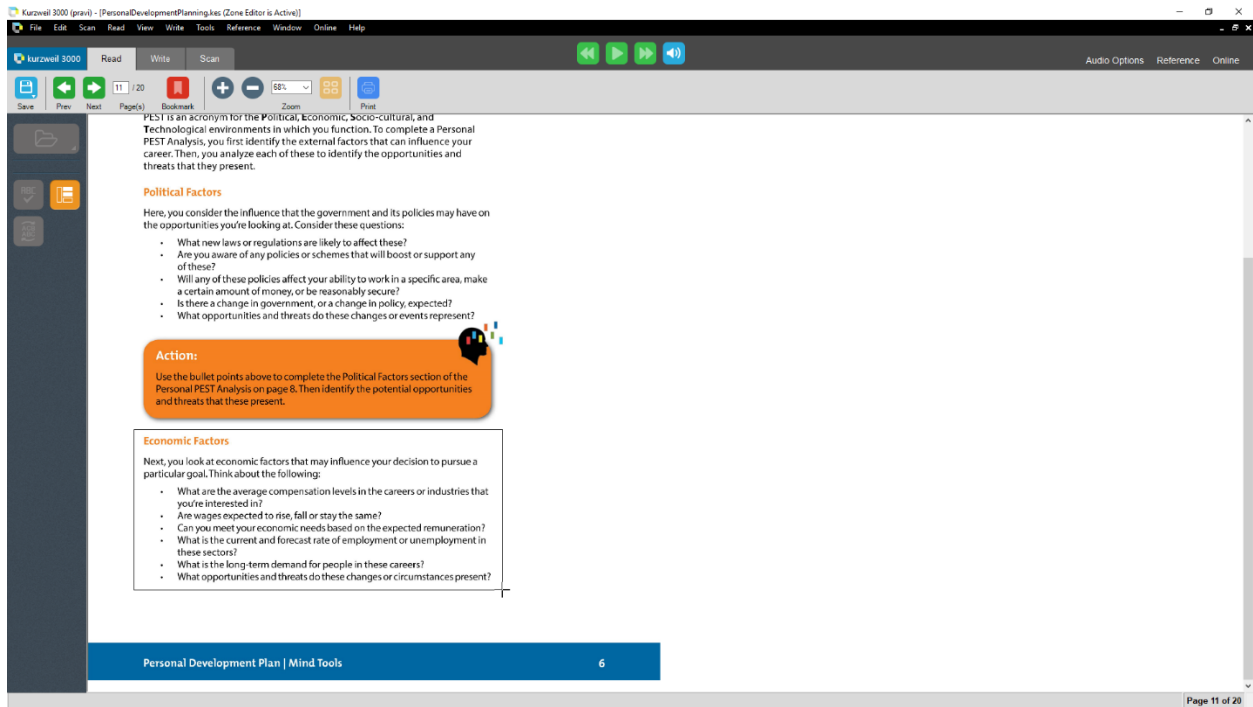 Kurzweil 3000 (pravi) - [PersonalDevelopmentPlanning.kes (Zone Editor is Active)]
File Edit Scan Read View Write Tools Reference Window Online Help
kurzweil 3000 Read Write Scan
Audio Options Reference Online
11 / 20 68%
Save Prev Next Page(s) Bookmark Zoom Print
PEST is an acronym for the Political, Economic, Socio-cultural, and
Technological environments in which you function. To complete a Personal
PEST Analysis, you first identify the external factors that can influence your
career. Then, you analyze each of these to identify the opportunities and
threats that they present.
Political Factors
Here, you consider the influence that the government and its policies may have on
the opportunities you're looking at. Consider these questions:
• What new laws or regulations are likely to affect these?
• Are you aware of any policies or schemes that will boost or support any
of these?
• Will any of these policies affect your ability to work in a specific area, make
a certain amount of money, or be reasonably secure?
• Is there a change in government, or a change in policy, expected?
• What opportunities and threats do these changes or events represent?
Action:
Use the bullet points above to complete the Political Factors section of the
Personal PEST Analysis on page 8. Then identify the potential opportunities
and threats that these present.
Economic Factors
Next, you look at economic factors that may influence your decision to pursue a
particular goal. Think about the following:
• What are the average compensation levels in the careers or industries that
you're interested in?
• Are wages expected to rise, fall or stay the same?
• Can you meet your economic needs based on the expected remuneration?
• What is the current and forecast rate of employment or unemployment in
these sectors?
• What is the long-term demand for people in these careers?
• What opportunities and threats do these changes or circumstances present?
Personal Development Plan | Mind Tools 6
Page 11 of 20